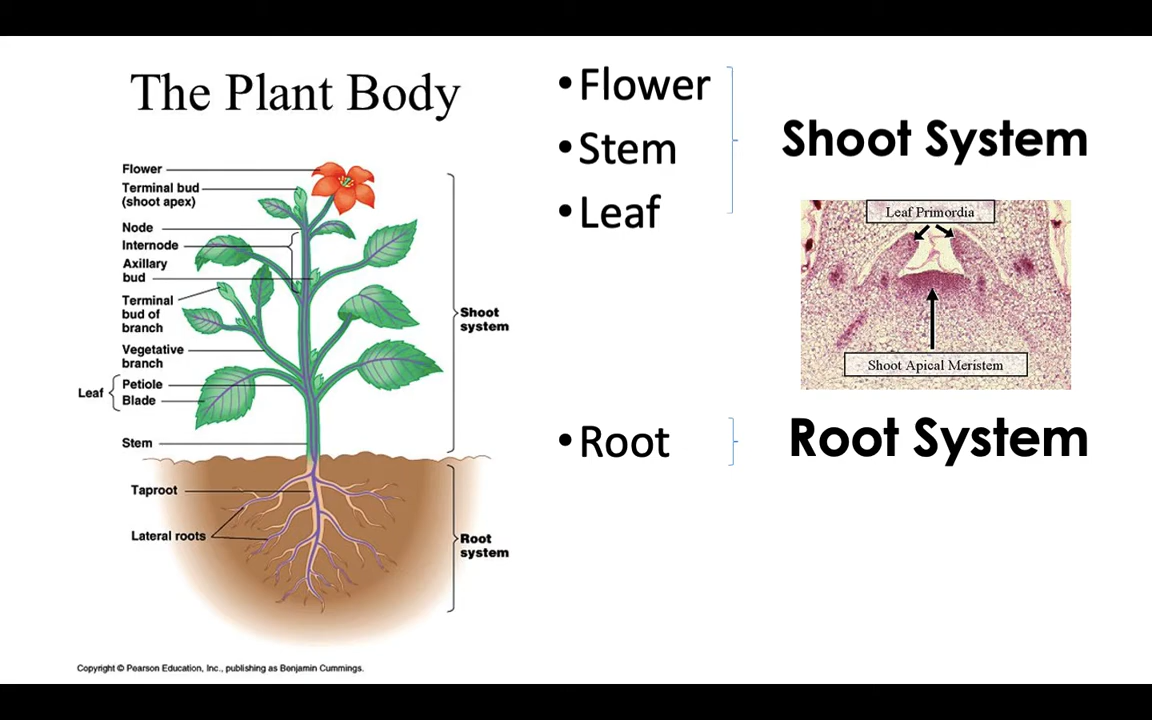 The Plant Body
Flower
Terminal bud
(shoot apex)
Node
Internode
Axillary
bud
Terminal
bud of
branch
Vegetative
branch
Leaf
Petiole
Blade
Stem
Shoot
system
Taproot
Lateral roots
Root
system
Copyright © Pearson Education, Inc., publishing as Benjamin Cummings.
•Flower
•Stem
•Leaf
Shoot System
Leaf Primordia
Shoot Apical Meristem
•Root
Root System